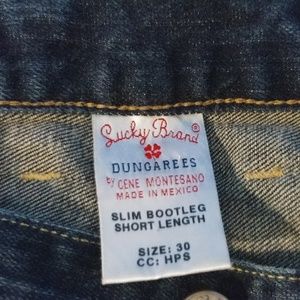 Lucky Brand®
DUNGAREES
by GENE MONTESANO
MADE IN MEXICO
SLIM BOOTLEG
SHORT LENGTH
SIZE: 30
CC: HPS